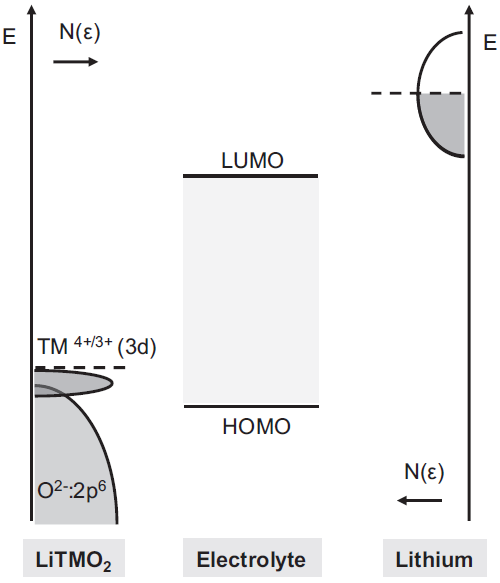 E
N(ε)
E
LUMO
TM 4+/3+ (3d)
HOMO
N(ε)
O2-:2p6
LiTMO2
Electrolyte
Lithium